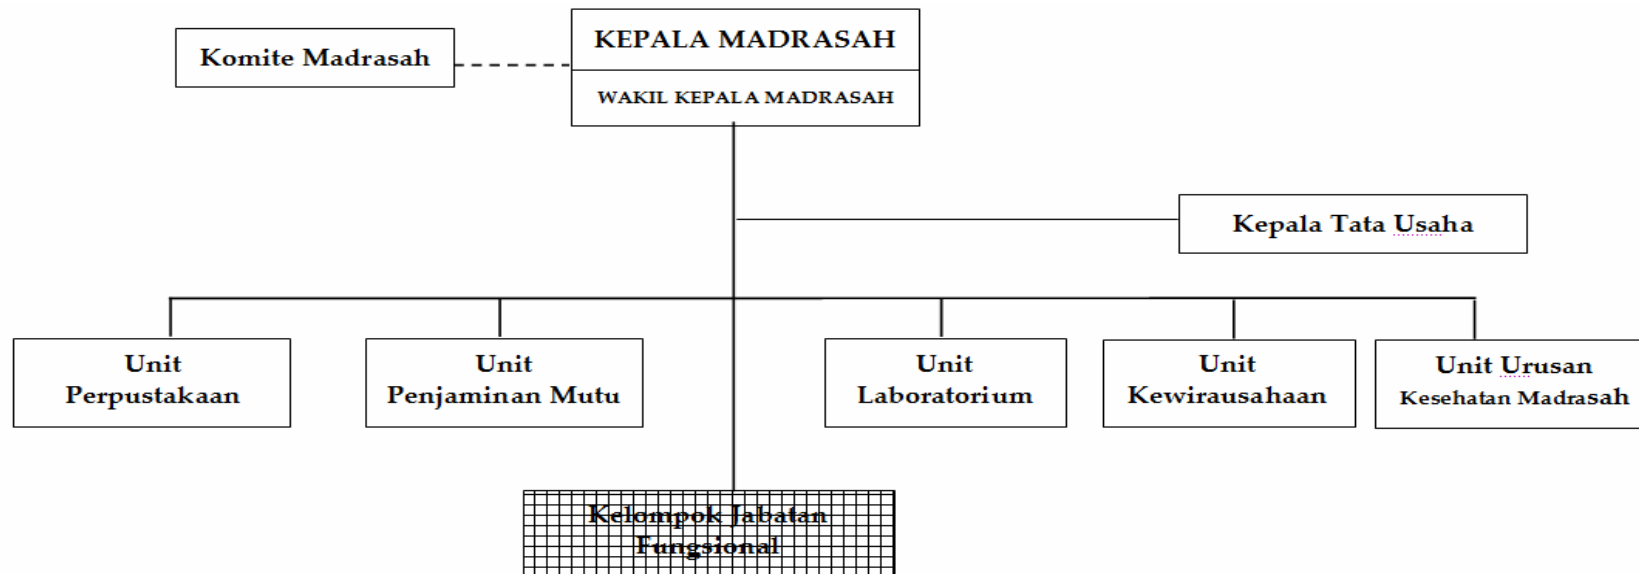 Komite Madrasah
KEPALA MADRASAH
WAKIL KEPALA MADRASAH
Kepala Tata Usaha
Unit
Perpustakaan
Unit
Penjaminan Mutu
Unit
Laboratorium
Unit
Kewirausahaan
Unit Urusan
Kesehatan Madrasah
Kelompok Jabatan
Fungsional